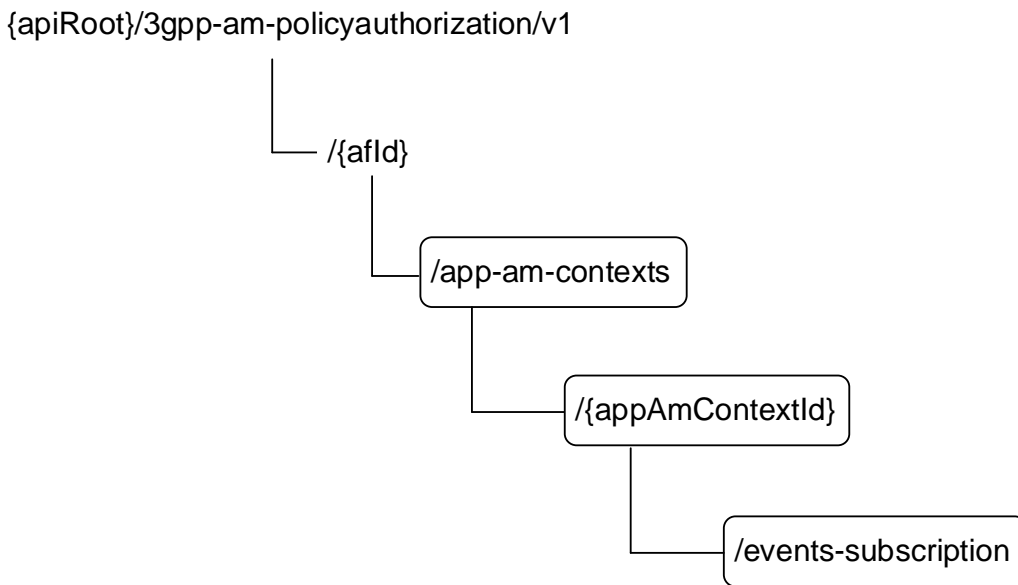 {apiRoot}/3gpp-am-policyauthorization/v1
/{afId}
/app-am-contexts
/{appAmContextId}
/events-subscription